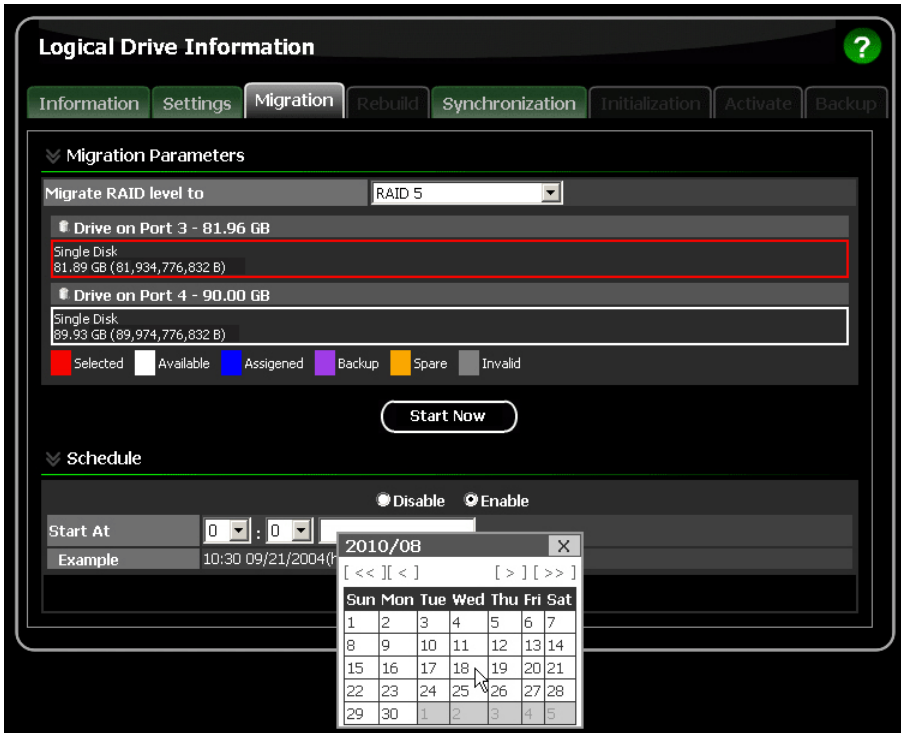 Logical Drive Information
?
Information Settings Migration Rebuild Synchronization Initialization Activate Backup
Migration Parameters
Migrate RAID level to RAID 5
Drive on Port 3 - 81.96 GB
Single Disk
81.89 GB (81,934,776,832 B)
Drive on Port 4 - 90.00 GB
Single Disk
89.93 GB (89,974,776,832 B)
Selected Available Assigened Backup Spare Invalid
Start Now
Schedule
Disable Enable
Start At 0 : 0
Example 10:30 09/21/2004(h
2010/08 X
[ << ][ < ] [ > ][ >> ]
Sun Mon Tue Wed Thu Fri Sat
1 2 3 4 5 6 7
8 9 10 11 12 13 14
15 16 17 18 19 20 21
22 23 24 25 26 27 28
29 30 1 2 3 4 5